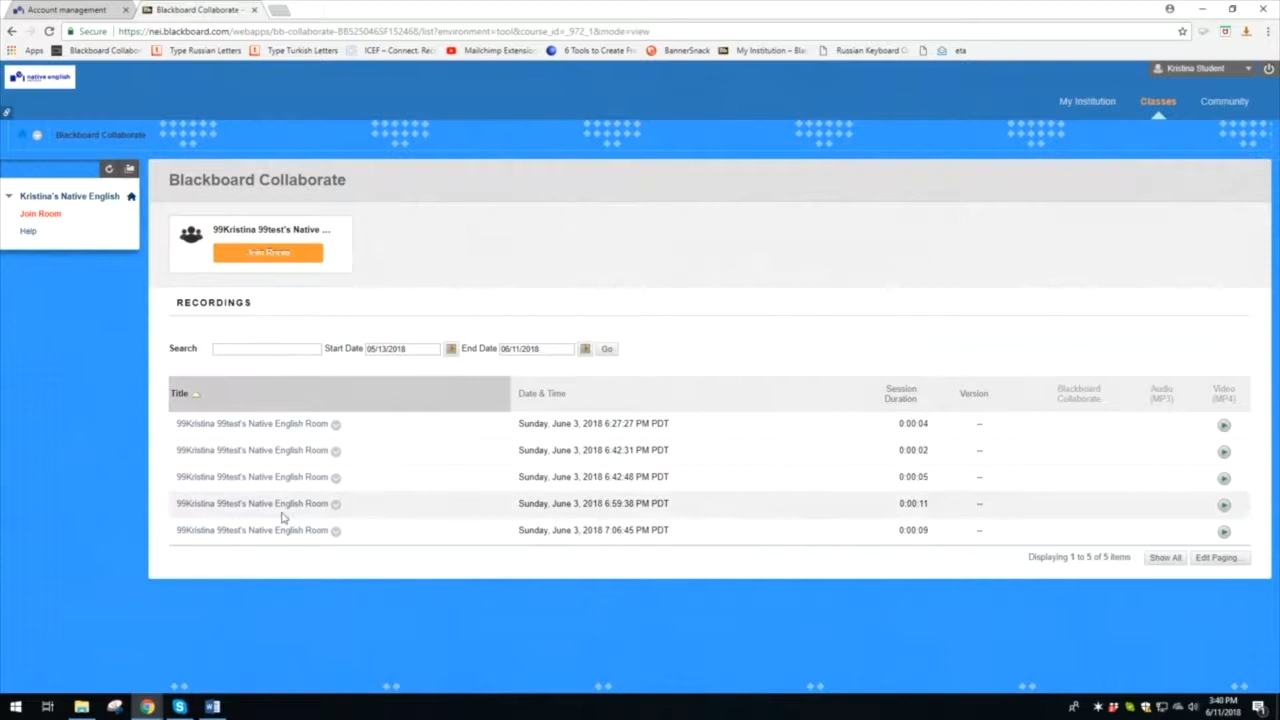 Account management
Blackboard Collaborate -
Secure
https://nei.blackboard.com/webapps/bb-collaborate-BB525046SF152468/list?environment=tool&course_id=_972_1&mode=view
Apps Blackboard Collabor Type Russian Letters Type Turkish Letters ICEF – Connect. Re Mailchimp Extension 6 Tools to Create Fr BannerSnack My Institution – Bla Russian Keyboard eta
native english
Kristina Student
My Institution Classes Community
Blackboard Collaborate
Kristina's Native English
Join Room
Help
Blackboard Collaborate
99Kristina 99test's Native ...
Join Room
RECORDINGS
Search Start Date 05/13/2018 End Date 06/11/2018 Go
Title Date & Time Session Duration Version Blackboard Collaborate Audio (MP3) Video (MP4)
99Kristina 99test's Native English Room Sunday, June 3, 2018 6:27:27 PM PDT 0:00:04 --
99Kristina 99test's Native English Room Sunday, June 3, 2018 6:42:31 PM PDT 0:00:02 --
99Kristina 99test's Native English Room Sunday, June 3, 2018 6:42:48 PM PDT 0:00:05 --
99Kristina 99test's Native English Room Sunday, June 3, 2018 6:59:38 PM PDT 0:00:11 --
99Kristina 99test's Native English Room Sunday, June 3, 2018 7:06:45 PM PDT 0:00:09 --
Displaying 1 to 5 of 5 items Show All Edit Paging...
3:40 PM
6/11/2018